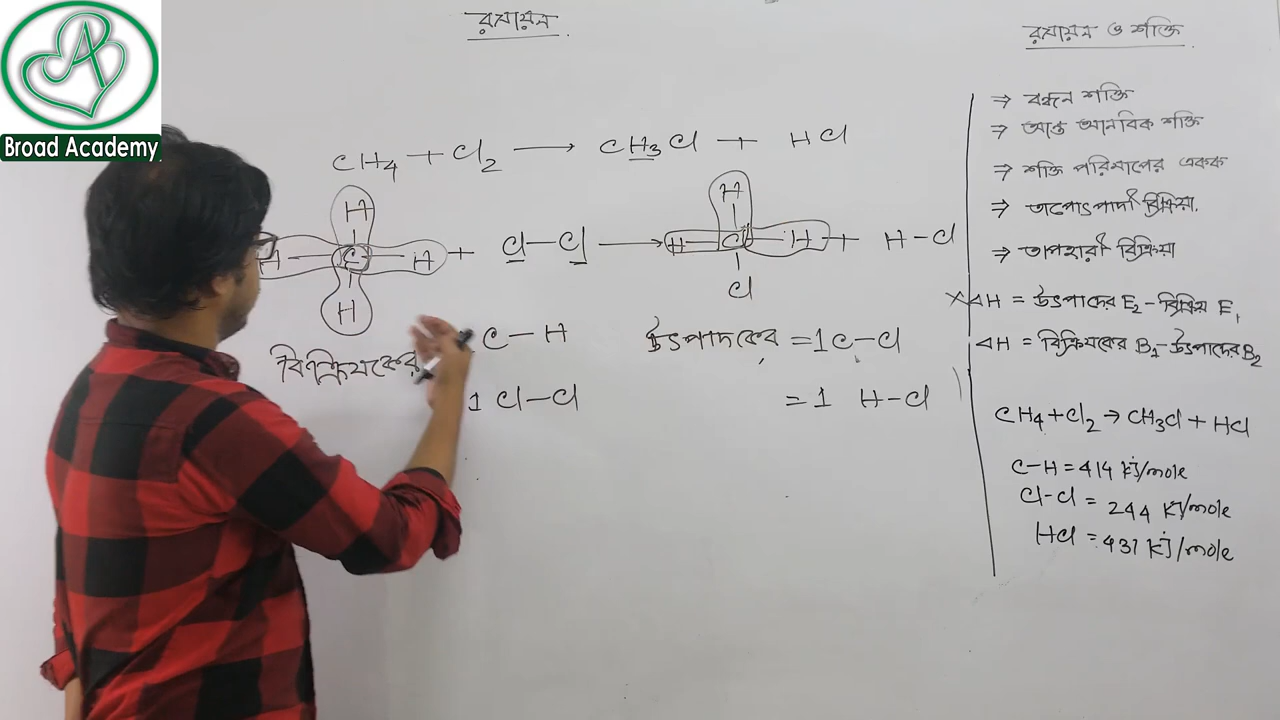 Broad Academy
রসায়ন
CH4 + Cl2 → CH3Cl + HCl
H
H – C – H + Cl – Cl → H – C – H + H – Cl
H
H
Cl
বিক্রিয়কের
C – H
1 Cl – Cl
উৎপাদকের = 1 C – Cl
= 1 H – Cl
রসায়ন ও শক্তি
⇒ বন্ধন শক্তি
⇒ আন্ত আনবিক শক্তি
⇒ শক্তি পরিমাপের একক
⇒ তাপোৎপাদী বিক্রিয়া.
⇒ তাপহারী বিক্রিয়া
× ΔH = উৎপাদের E2 – বিক্রিয় E1
ΔH = বিক্রিয়কের B1 – উৎপাদের B2
CH4 + Cl2 → CH3Cl + HCl
C–H = 414 kJ/mole
Cl–Cl = 244 kJ/mole
HCl = 431 kJ/mole